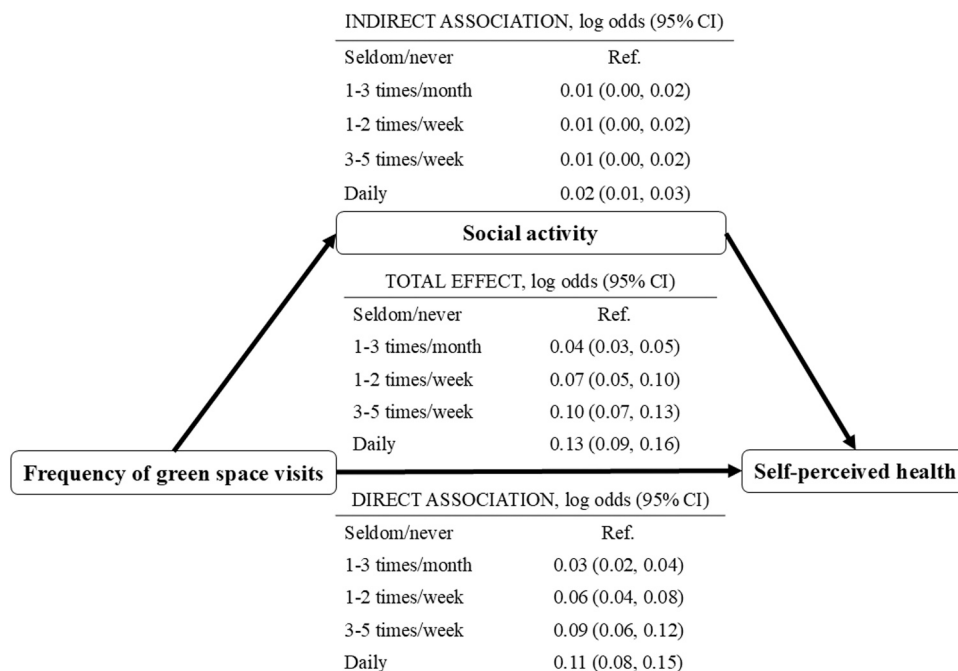 INDIRECT ASSOCIATION, log odds (95% CI)
Seldom/never Ref.
1-3 times/month 0.01 (0.00, 0.02)
1-2 times/week 0.01 (0.00, 0.02)
3-5 times/week 0.01 (0.00, 0.02)
Daily 0.02 (0.01, 0.03)
Social activity
TOTAL EFFECT, log odds (95% CI)
Seldom/never Ref.
1-3 times/month 0.04 (0.03, 0.05)
1-2 times/week 0.07 (0.05, 0.10)
3-5 times/week 0.10 (0.07, 0.13)
Daily 0.13 (0.09, 0.16)
Frequency of green space visits
Self-perceived health
DIRECT ASSOCIATION, log odds (95% CI)
Seldom/never Ref.
1-3 times/month 0.03 (0.02, 0.04)
1-2 times/week 0.06 (0.04, 0.08)
3-5 times/week 0.09 (0.06, 0.12)
Daily 0.11 (0.08, 0.15)